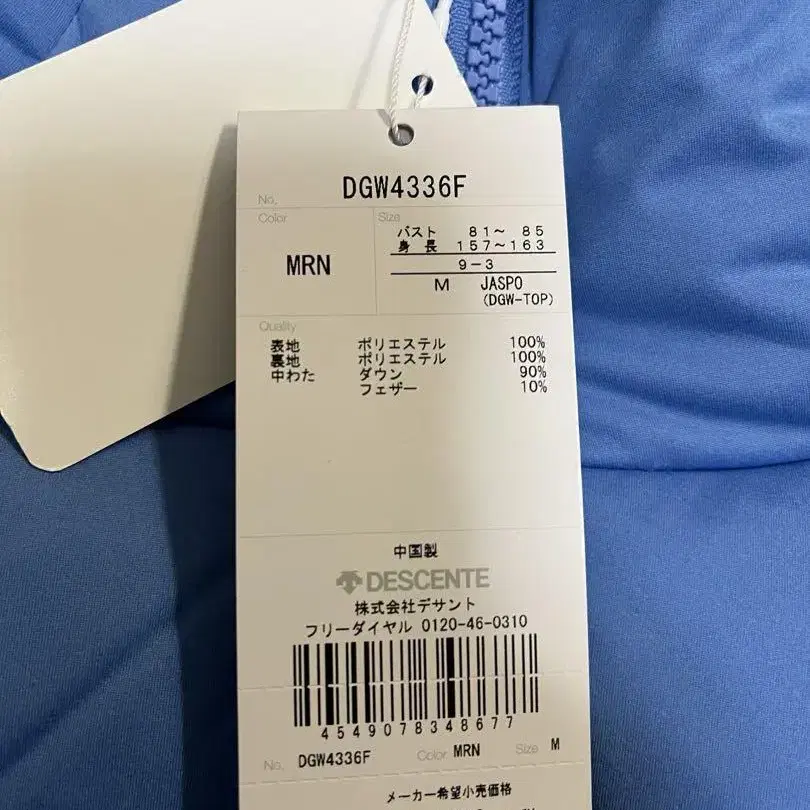 No. DGW4336F
Color Size
バスト 81～ 85
身長 157～163
MRN
9-3
M JASPO
(DGW-TOP)
Quality
表地 ポリエステル 100%
裏地 ポリエステル 100%
中わた ダウン 90%
フェザー 10%
中国製
DESCENTE
株式会社デサント
フリーダイヤル 0120-46-0310
4549078348677
No. DGW4336F Color MRN Size M
メーカー希望小売価格